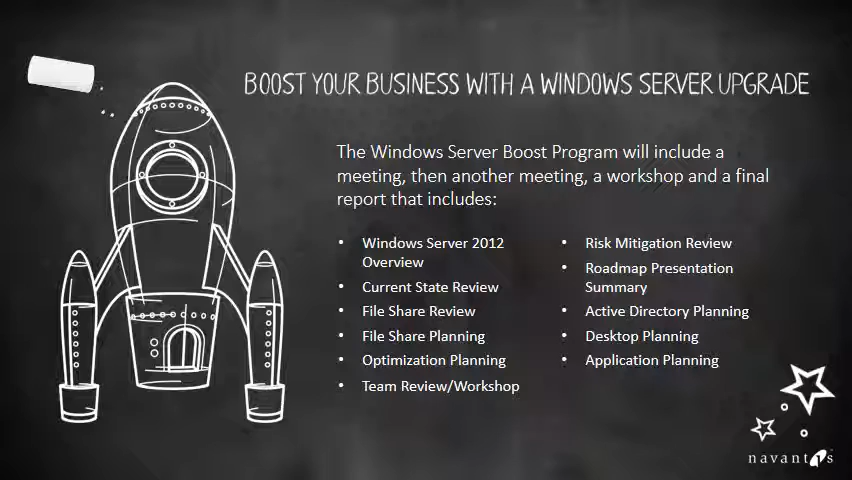 BOOST YOUR BUSINESS WITH A WINDOWS SERVER UPGRADE
The Windows Server Boost Program will include a
meeting, then another meeting, a workshop and a final
report that includes:
• Windows Server 2012
Overview
• Current State Review
• File Share Review
• File Share Planning
• Optimization Planning
• Team Review/Workshop
• Risk Mitigation Review
• Roadmap Presentation
Summary
• Active Directory Planning
• Desktop Planning
• Application Planning
navantis